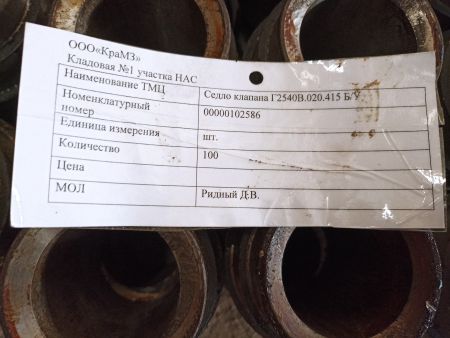 ООО«КраМЗ»
Кладовая №1 участка НАС
Наименование ТМЦ Седло клапана Г2540В.020.415 Б/У
Номенклатурный номер 00000102586
Единица измерения шт.
Количество 100
Цена
МОЛ Ридный Д.В.